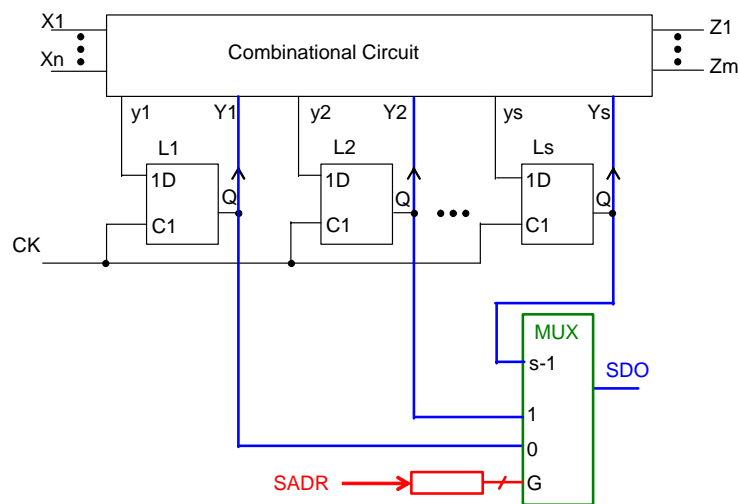 X1
Xn
Combinational Circuit
Z1
Zm
y1
Y1
y2
Y2
ys
Ys
L1
L2
Ls
1D
Q
C1
1D
Q
C1
1D
Q
C1
CK
MUX
s-1
SDO
1
0
SADR
G